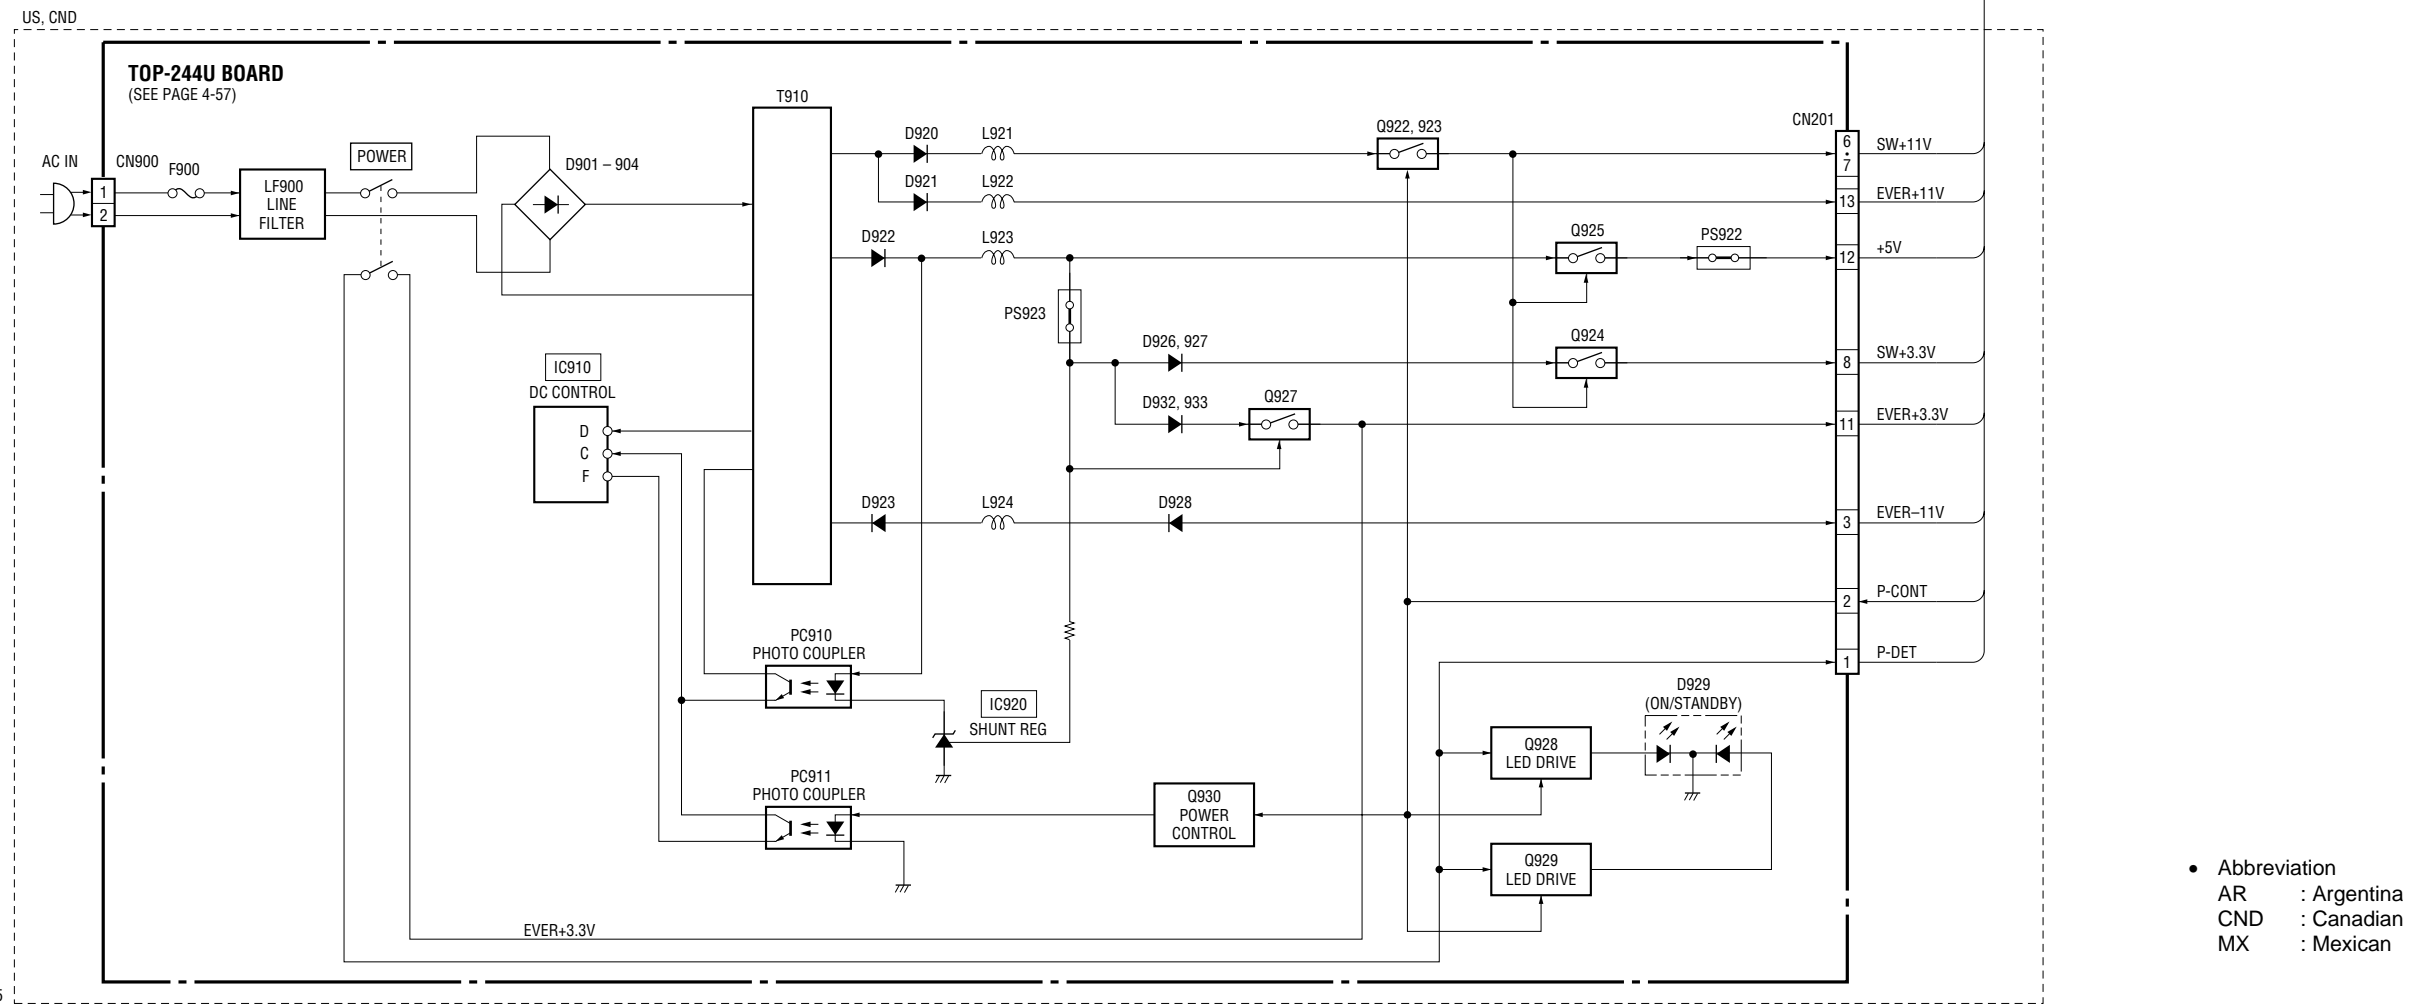 US, CND
TOP-244U BOARD
(SEE PAGE 4-57)
AC IN
CN900
1
2
F900
LF900
LINE
FILTER
POWER
D901 – 904
T910
D920
L921
D921
L922
D922
L923
Q922, 923
Q925
PS922
PS923
D926, 927
Q924
D932, 933
Q927
D923
L924
D928
CN201
6
•
7
SW+11V
13
EVER+11V
12
+5V
8
SW+3.3V
11
EVER+3.3V
3
EVER–11V
2
P-CONT
1
P-DET
IC910
DC CONTROL
D
C
F
PC910
PHOTO COUPLER
IC920
SHUNT REG
PC911
PHOTO COUPLER
Q930
POWER
CONTROL
Q928
LED DRIVE
D929
(ON/STANDBY)
Q929
LED DRIVE
EVER+3.3V
• Abbreviation
AR : Argentina
CND : Canadian
MX : Mexican